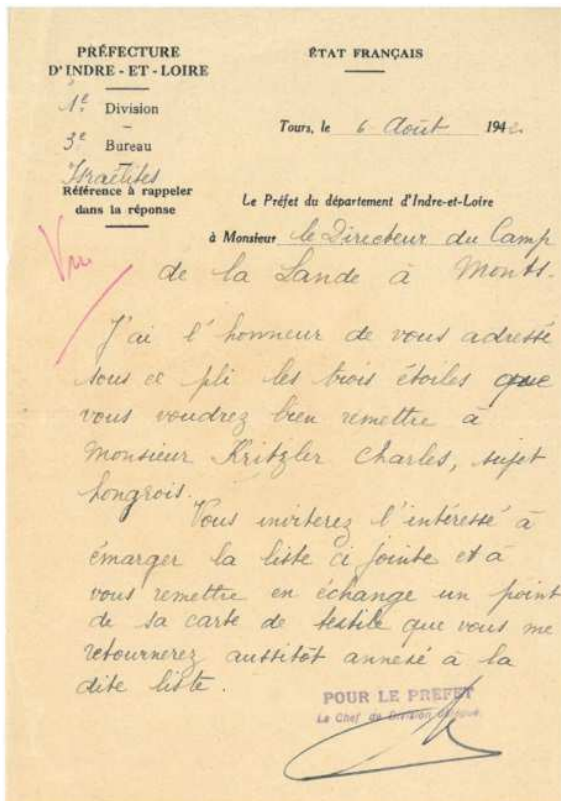 PRÉFECTURE
D'INDRE-ET-LOIRE
1e Division
3e Bureau
Israélites
Référence à rappeler
dans la réponse
ÉTAT FRANÇAIS
Tours, le 6 Août 1942
Le Préfet du département d'Indre-et-Loire
à Monsieur le Directeur du Camp
de la Lande à Monts.
Vu
J'ai l'honneur de vous adressé
sous ce pli les trois étoiles que
vous voudrez bien remettre à
Monsieur Kritzler Charles, sujet
hongrois.
Vous inviterez l'intéressé à
émarger la liste ci jointe et à
vous remettre en échange un point
de sa carte de textile que vous me
retournerez aussitôt annexé à la
dite liste.
POUR LE PREFET
Le Chef de Division délégué